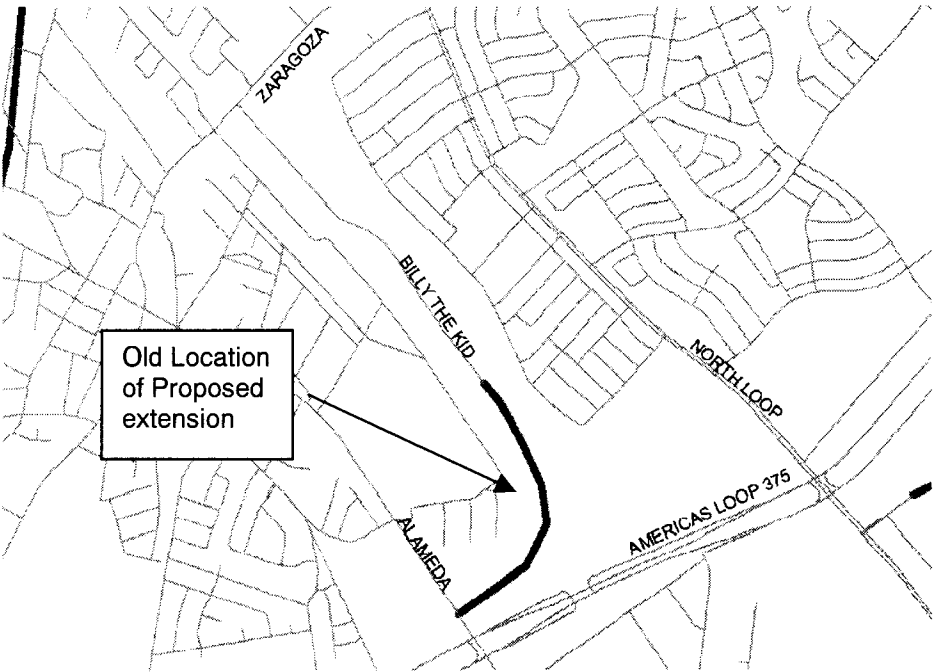 ZARAGOZA
BILLY THE KID
Old Location
of Proposed
extension
NORTH LOOP
AMERICAS LOOP 375
ALAMEDA